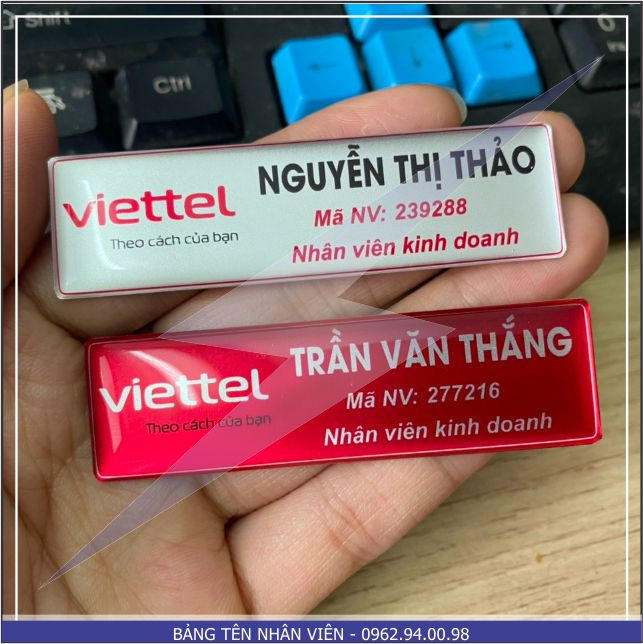 Shift
Ctrl
viettel
Theo cách của bạn
NGUYỄN THỊ THẢO
Mã NV: 239288
Nhân viên kinh doanh
viettel
Theo cách của bạn
TRẦN VĂN THẮNG
Mã NV: 277216
Nhân viên kinh doanh
BẢNG TÊN NHÂN VIÊN - 0962.94.00.98